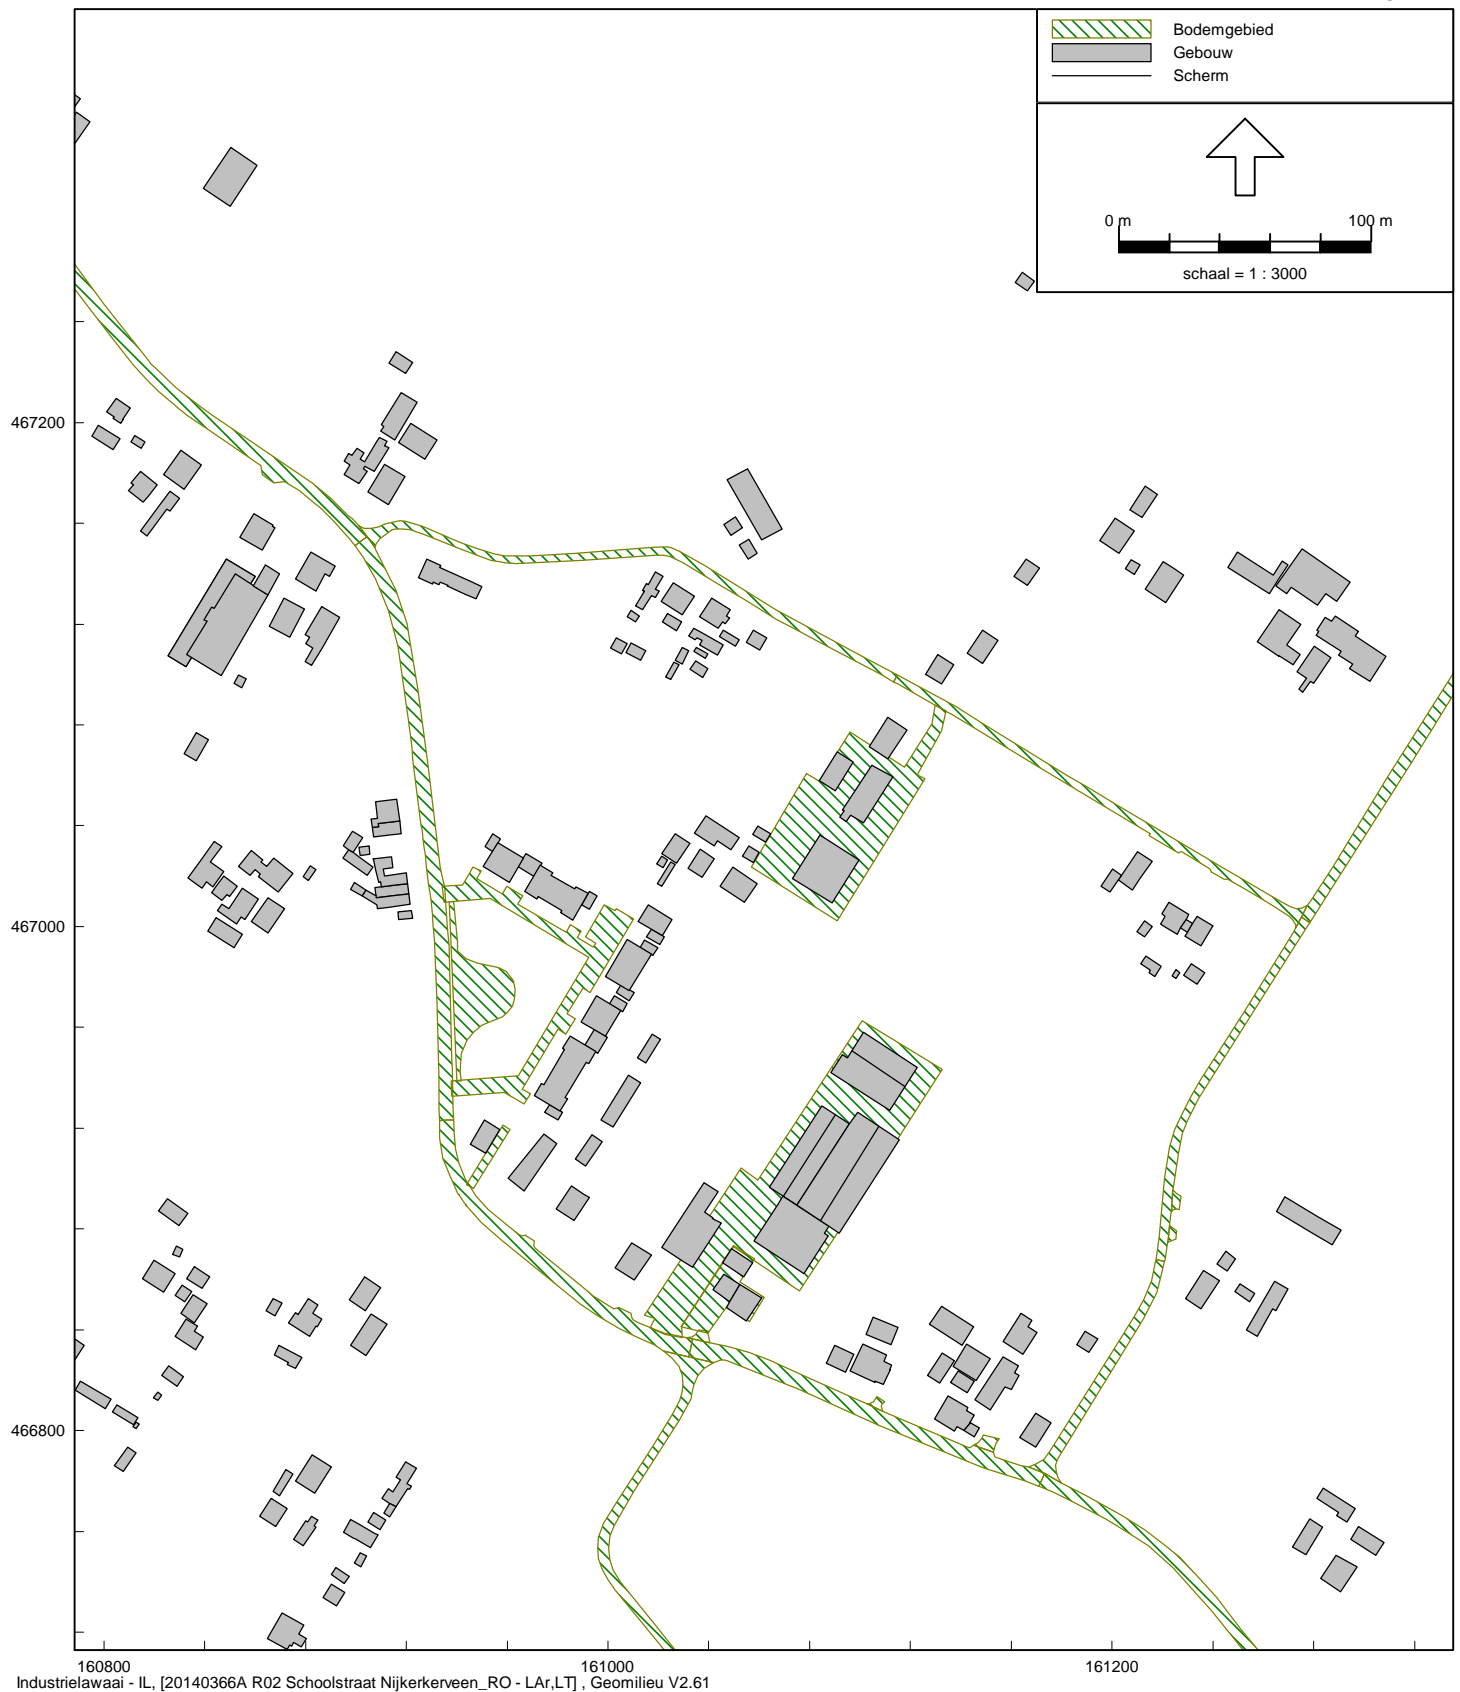 Bodemgebied
Gebouw
Scherm
0 m 100 m
schaal = 1 : 3000
467200
467000
466800
160800 161000 161200
Industrielawaai - IL, [20140366A R02 Schoolstraat Nijkerkerveen_RO - LAr,LT] , Geomilieu V2.61